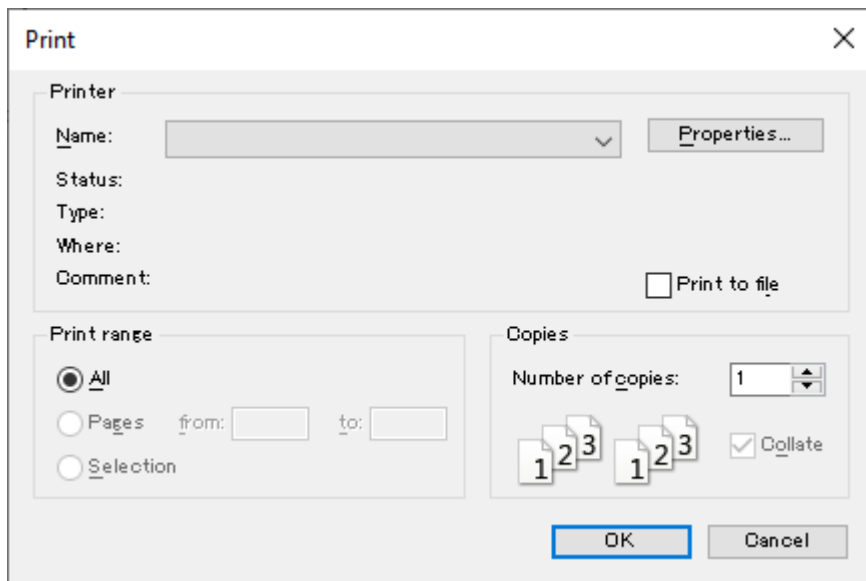 Print
Printer
Name:
Properties...
Status:
Type:
Where:
Comment:
Print to file
Print range
All
Pages from: to:
Selection
Copies
Number of copies: 1
1 2 3 1 2 3
Collate
OK Cancel